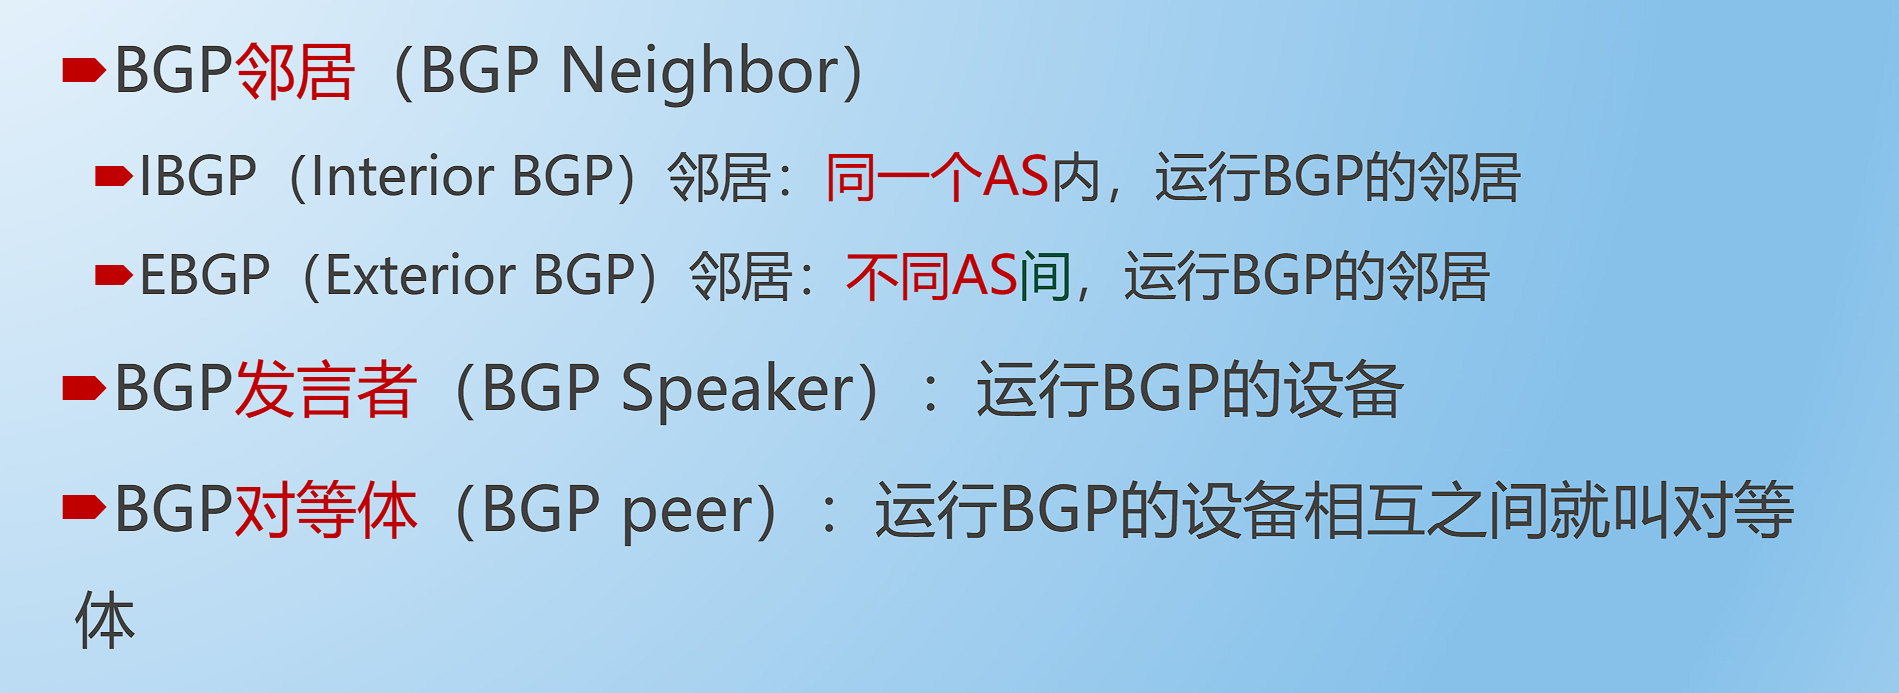 BGP邻居（BGP Neighbor）
IBGP（Interior BGP）邻居：同一个AS内，运行BGP的邻居
EBGP（Exterior BGP）邻居：不同AS间，运行BGP的邻居
BGP发言者（BGP Speaker）：运行BGP的设备
BGP对等体（BGP peer）：运行BGP的设备相互之间就叫对等
体